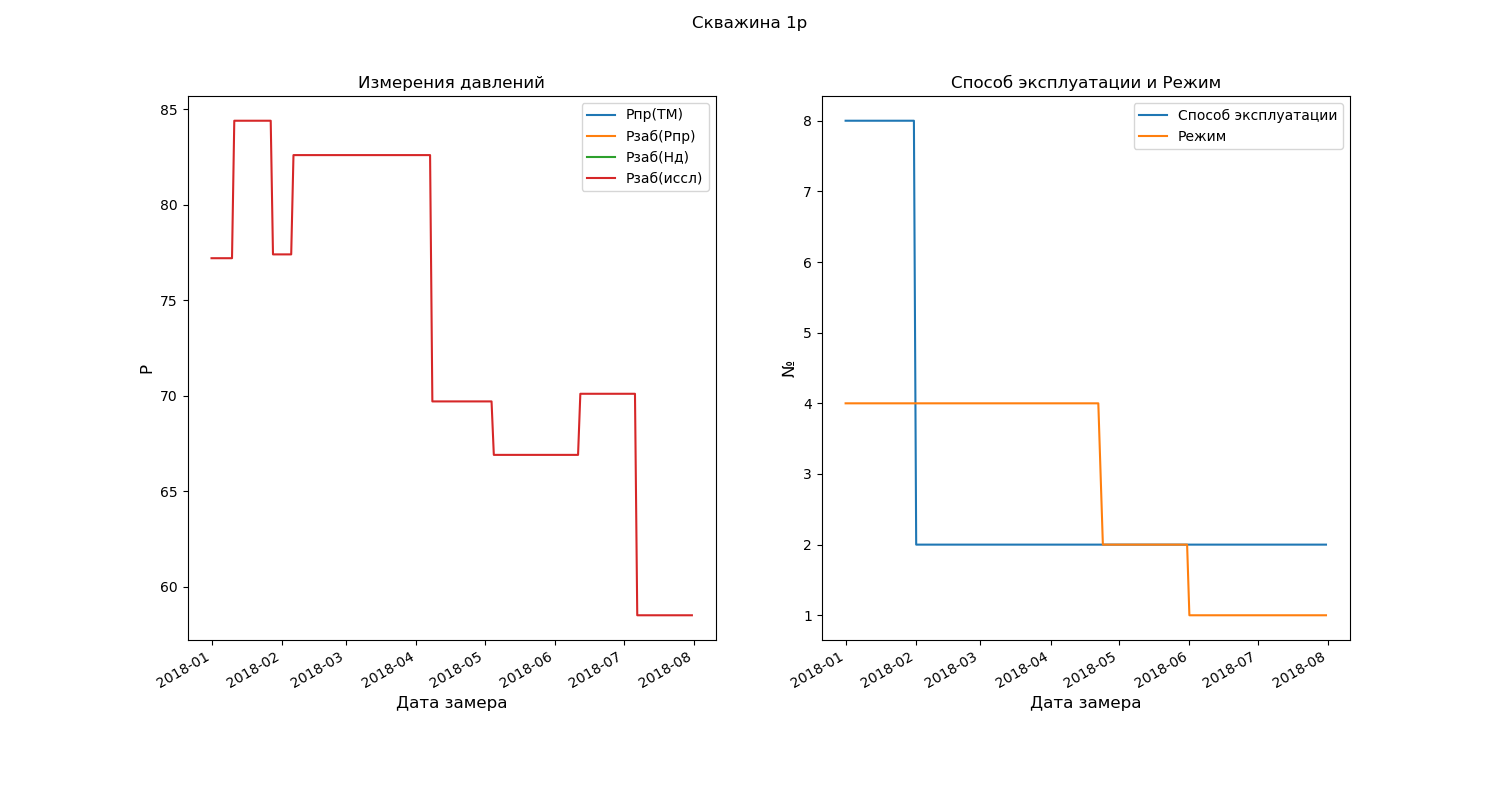 Скважина 1р
Измерения давлений
Рпр(ТМ)
Рзаб(Рпр)
Рзаб(Нд)
Рзаб(иссл)
85
80
75
70
65
60
Р
2018-01
2018-02
2018-03
2018-04
2018-05
2018-06
2018-07
2018-08
Дата замера
Способ эксплуатации и Режим
Способ эксплуатации
Режим
8
7
6
5
4
3
2
1
№
2018-01
2018-02
2018-03
2018-04
2018-05
2018-06
2018-07
2018-08
Дата замера